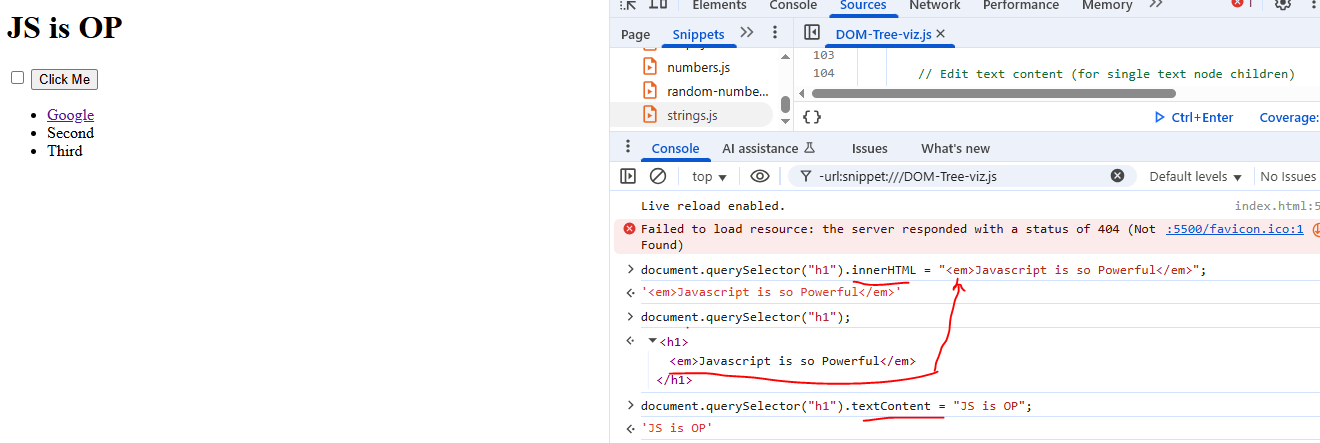 JS is OP
Click Me
Google
Second
Third
Elements Console Sources Network Performance Memory 1
Page Snippets DOM-Tree-viz.js
numbers.js
random-numbe...
strings.js
103
104 // Edit text content (for single text node children)
{ } Ctrl+Enter Coverage:
Console AI assistance Issues What's new
top -url:snippet:///DOM-Tree-viz.js Default levels No Issues
Live reload enabled. index.html:5
Failed to load resource: the server responded with a status of 404 (Not :5500/favicon.ico:1
Found)
document.querySelector("h1").innerHTML = "<em>Javascript is so Powerful</em>";
'<em>Javascript is so Powerful</em>'
document.querySelector("h1");
<h1>
<em>Javascript is so Powerful</em>
</h1>
document.querySelector("h1").textContent = "JS is OP";
'JS is OP'